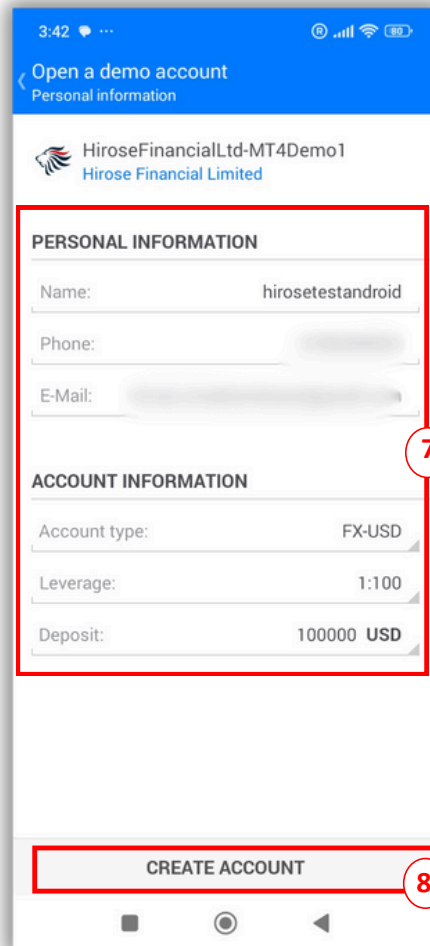 3:42 ... R 80
Open a demo account
Personal information
HiroseFinancialLtd-MT4Demo1
Hirose Financial Limited
PERSONAL INFORMATION
Name: hirosetestandroid
Phone:
E-Mail:
7
ACCOUNT INFORMATION
Account type: FX-USD
Leverage: 1:100
Deposit: 100000 USD
CREATE ACCOUNT
8